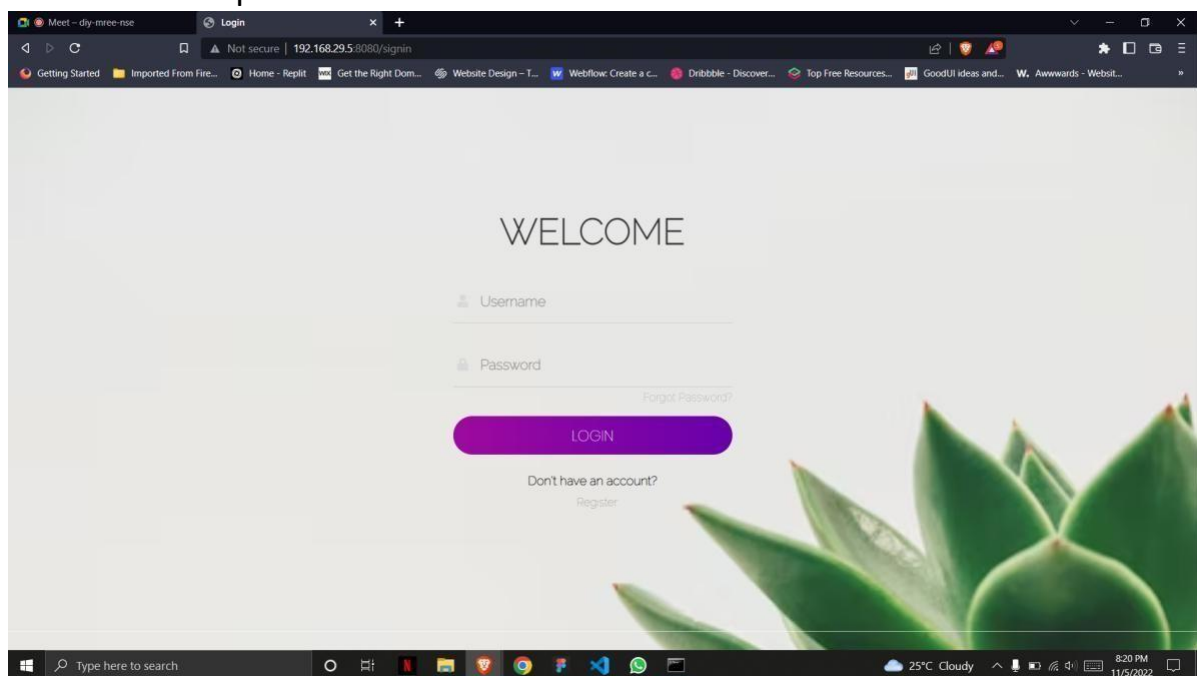 Meet – diy-mree-nse
Login
Not secure | 192.168.29.5:8080/signin
Getting Started Imported From Fire... Home - Replit Get the Right Dom... Website Design – T... Webflow: Create a c... Dribbble - Discover... Top Free Resources... GoodUI ideas and... W. Awwwards - Websit... »
WELCOME
Username
Password
Forgot Password?
LOGIN
Don't have an account?
Register
Type here to search
25°C Cloudy
8:20 PM
11/5/2022